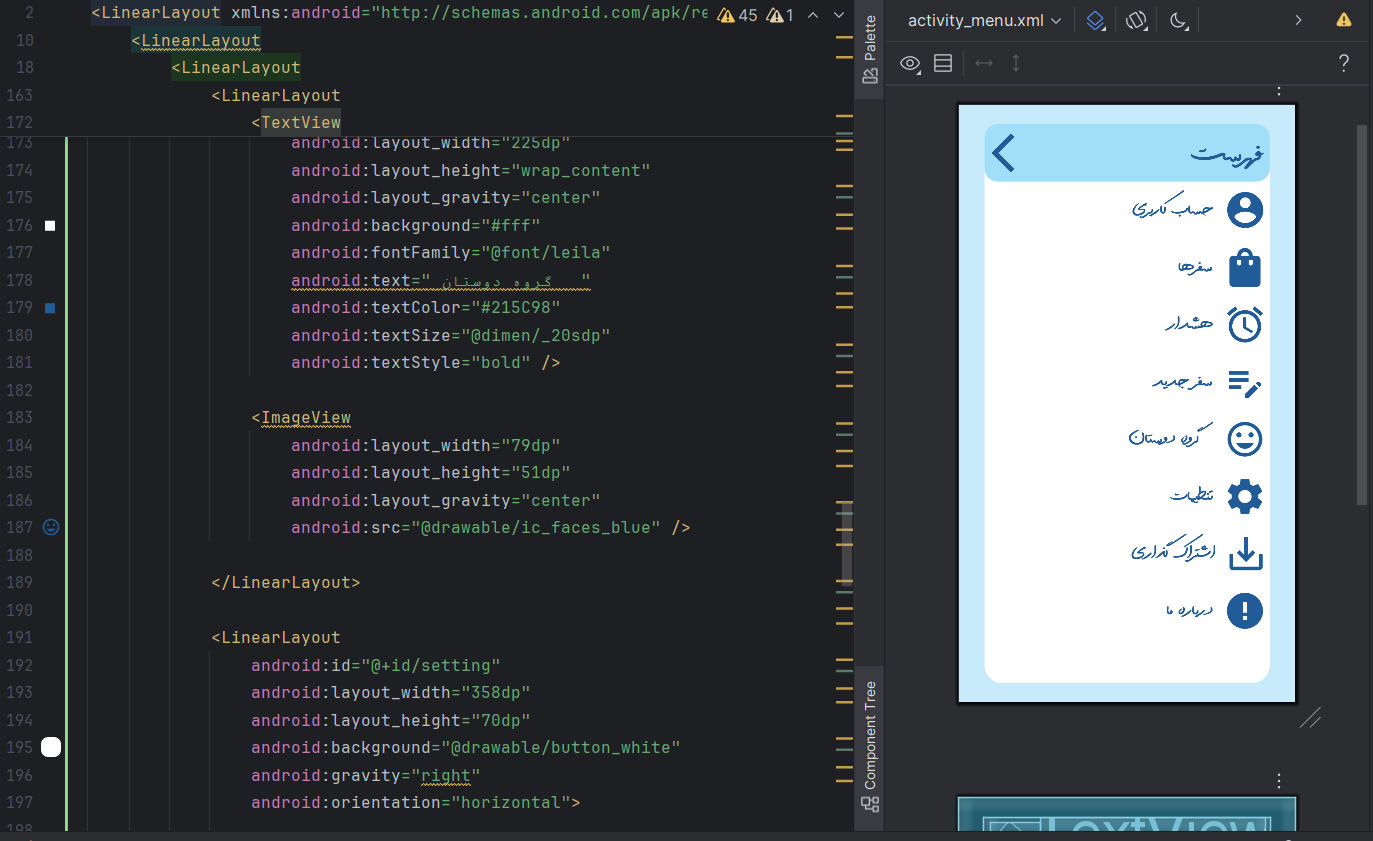 2 <LinearLayout xmlns:android="http://schemas.android.com/apk/re
45 1
10 <LinearLayout
18 <LinearLayout
163 <LinearLayout
172 <TextView
173 android:layout_width="225dp"
174 android:layout_height="wrap_content"
175 android:layout_gravity="center"
176 android:background="#fff"
177 android:fontFamily="@font/leila"
178 android:text=" گروه دوستان "
179 android:textColor="#215C98"
180 android:textSize="@dimen/_20sdp"
181 android:textStyle="bold" />
182
183 <ImageView
184 android:layout_width="79dp"
185 android:layout_height="51dp"
186 android:layout_gravity="center"
187 android:src="@drawable/ic_faces_blue" />
188
189 </LinearLayout>
190
191 <LinearLayout
192 android:id="@+id/setting"
193 android:layout_width="358dp"
194 android:layout_height="70dp"
195 android:background="@drawable/button_white"
196 android:gravity="right"
197 android:orientation="horizontal">
198
Palette
Component Tree
activity_menu.xml
?
فهرست
حساب کاربری
سفرها
هشدار
سفر جدید
گروه دوستان
تنظیمات
اشتراک گذاری
درباره ما
TextView